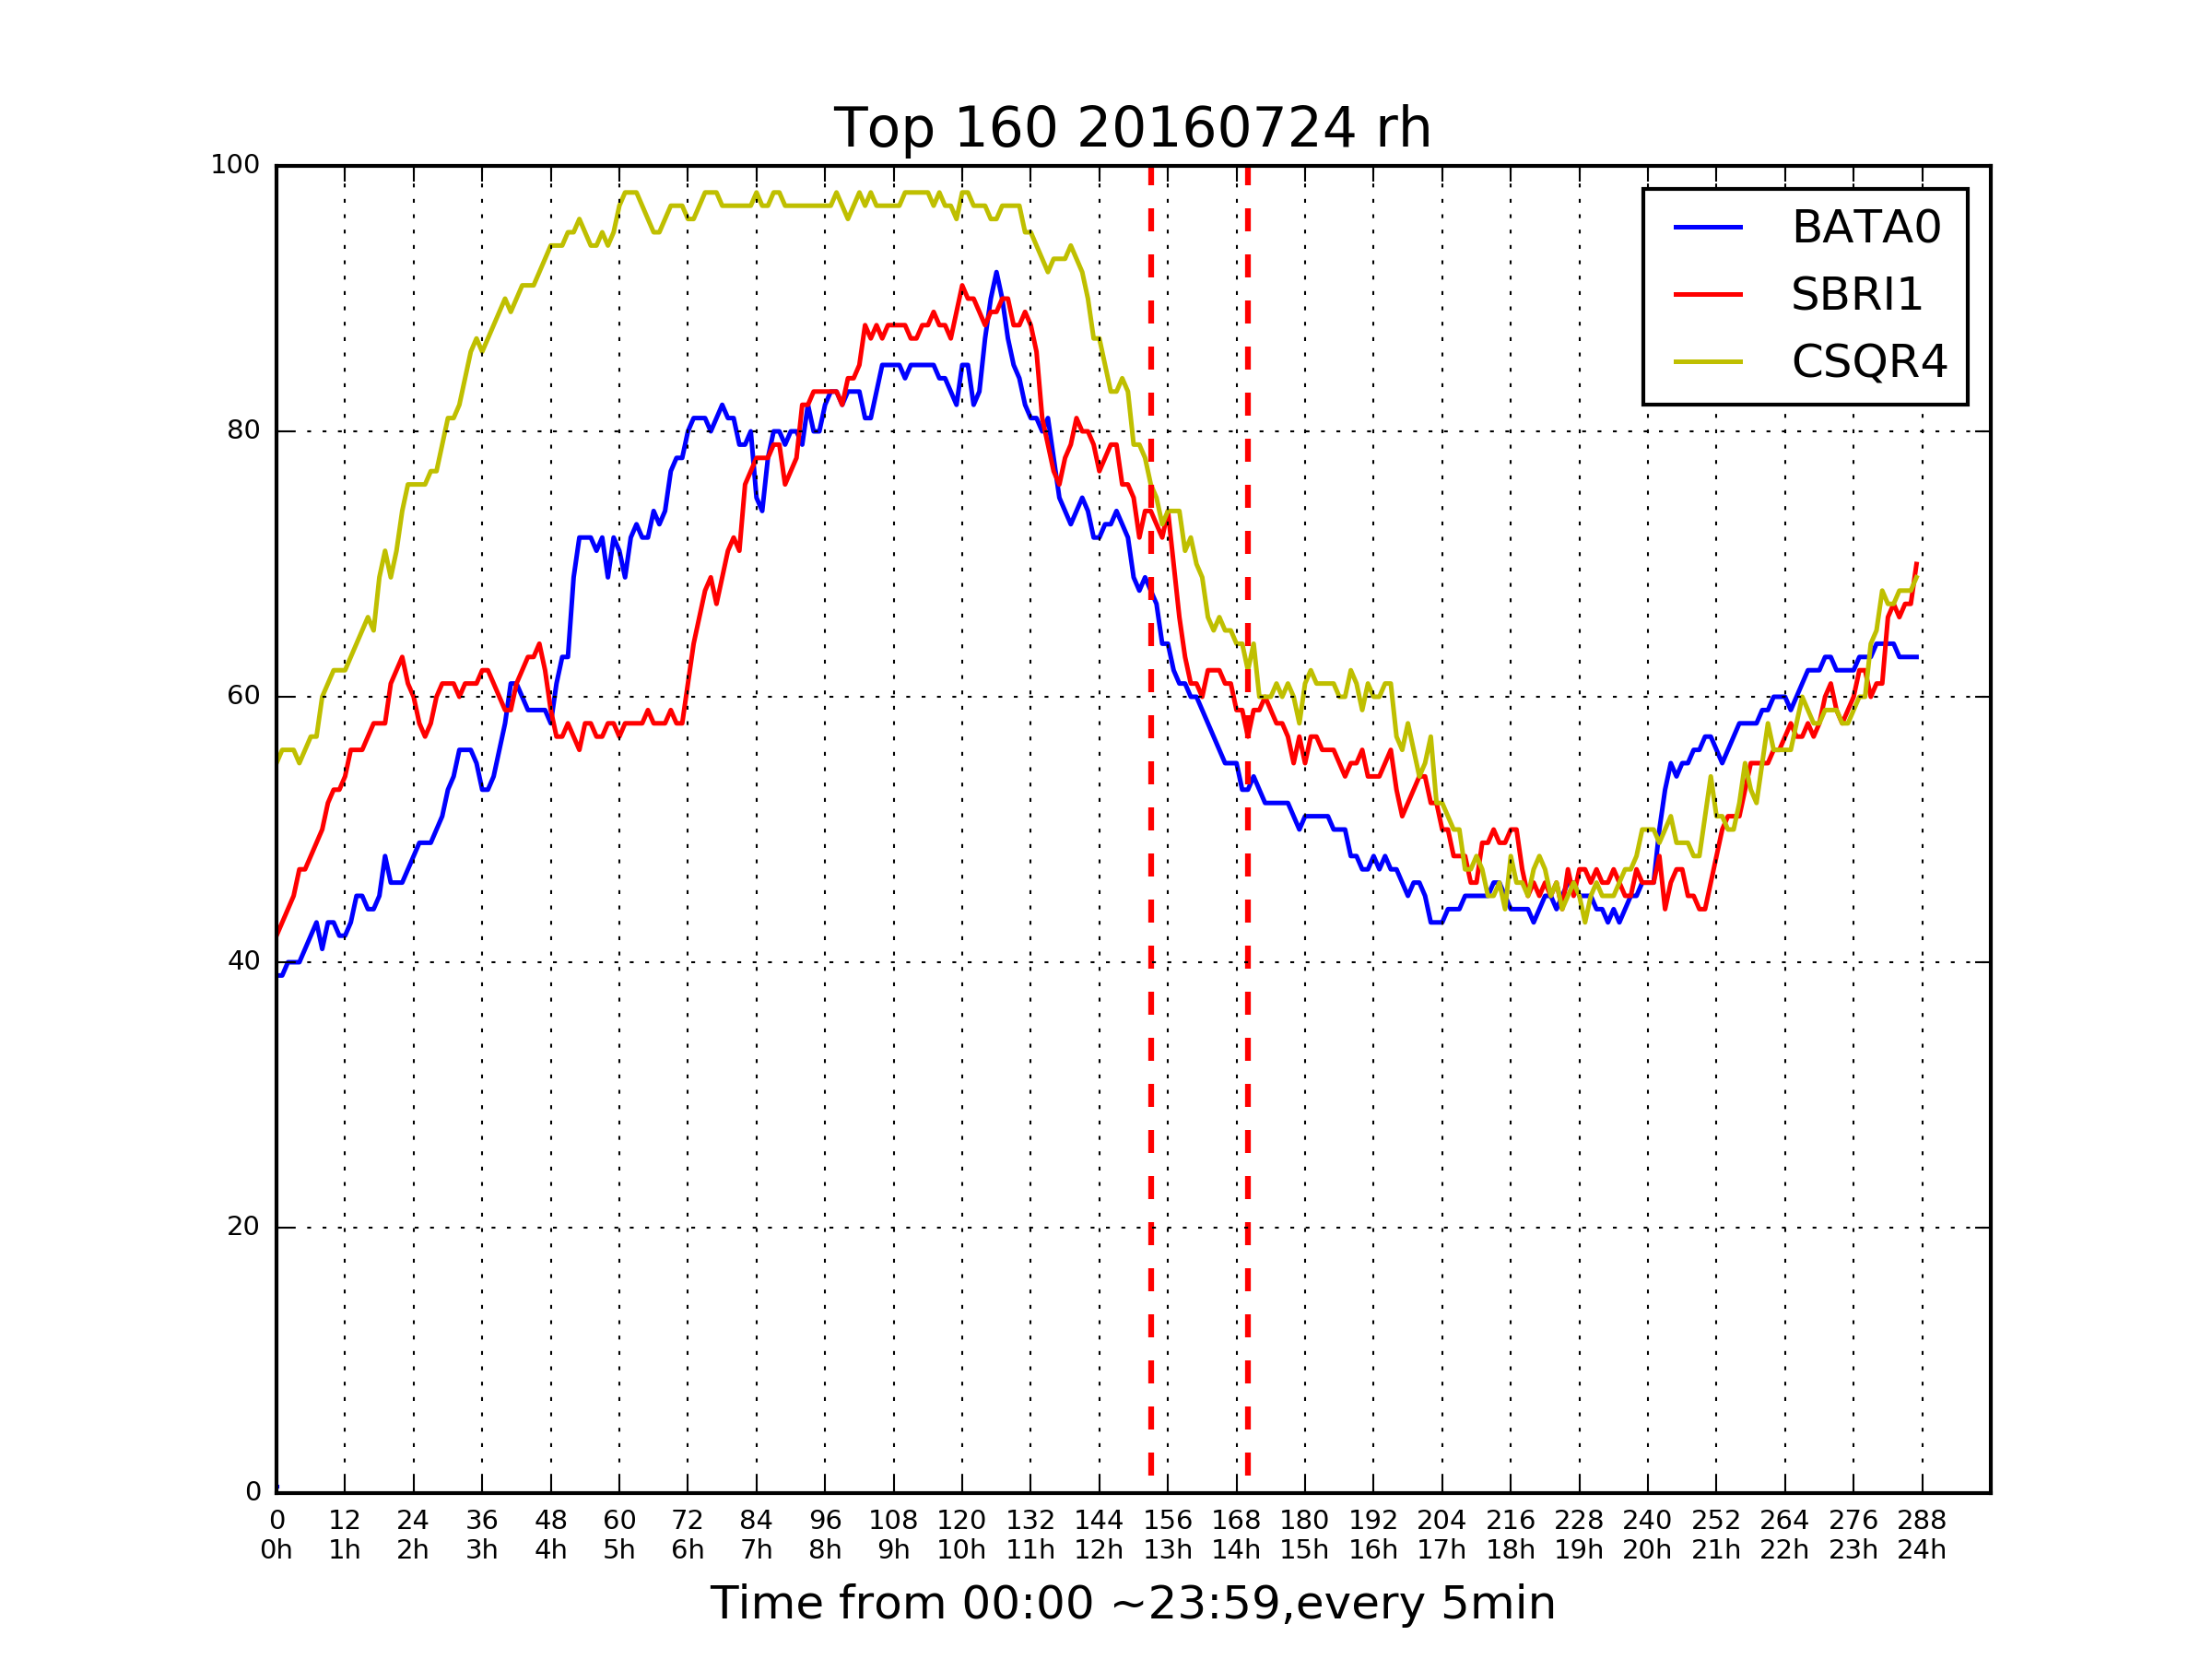 Top 160 20160724 rh
100
80
60
40
20
0
BATA0
SBRI1
CSQR4
0 12 24 36 48 60 72 84 96 108 120 132 144 156 168 180 192 204 216 228 240 252 264 276 288
0h 1h 2h 3h 4h 5h 6h 7h 8h 9h 10h 11h 12h 13h 14h 15h 16h 17h 18h 19h 20h 21h 22h 23h 24h
Time from 00:00 ~23:59,every 5min